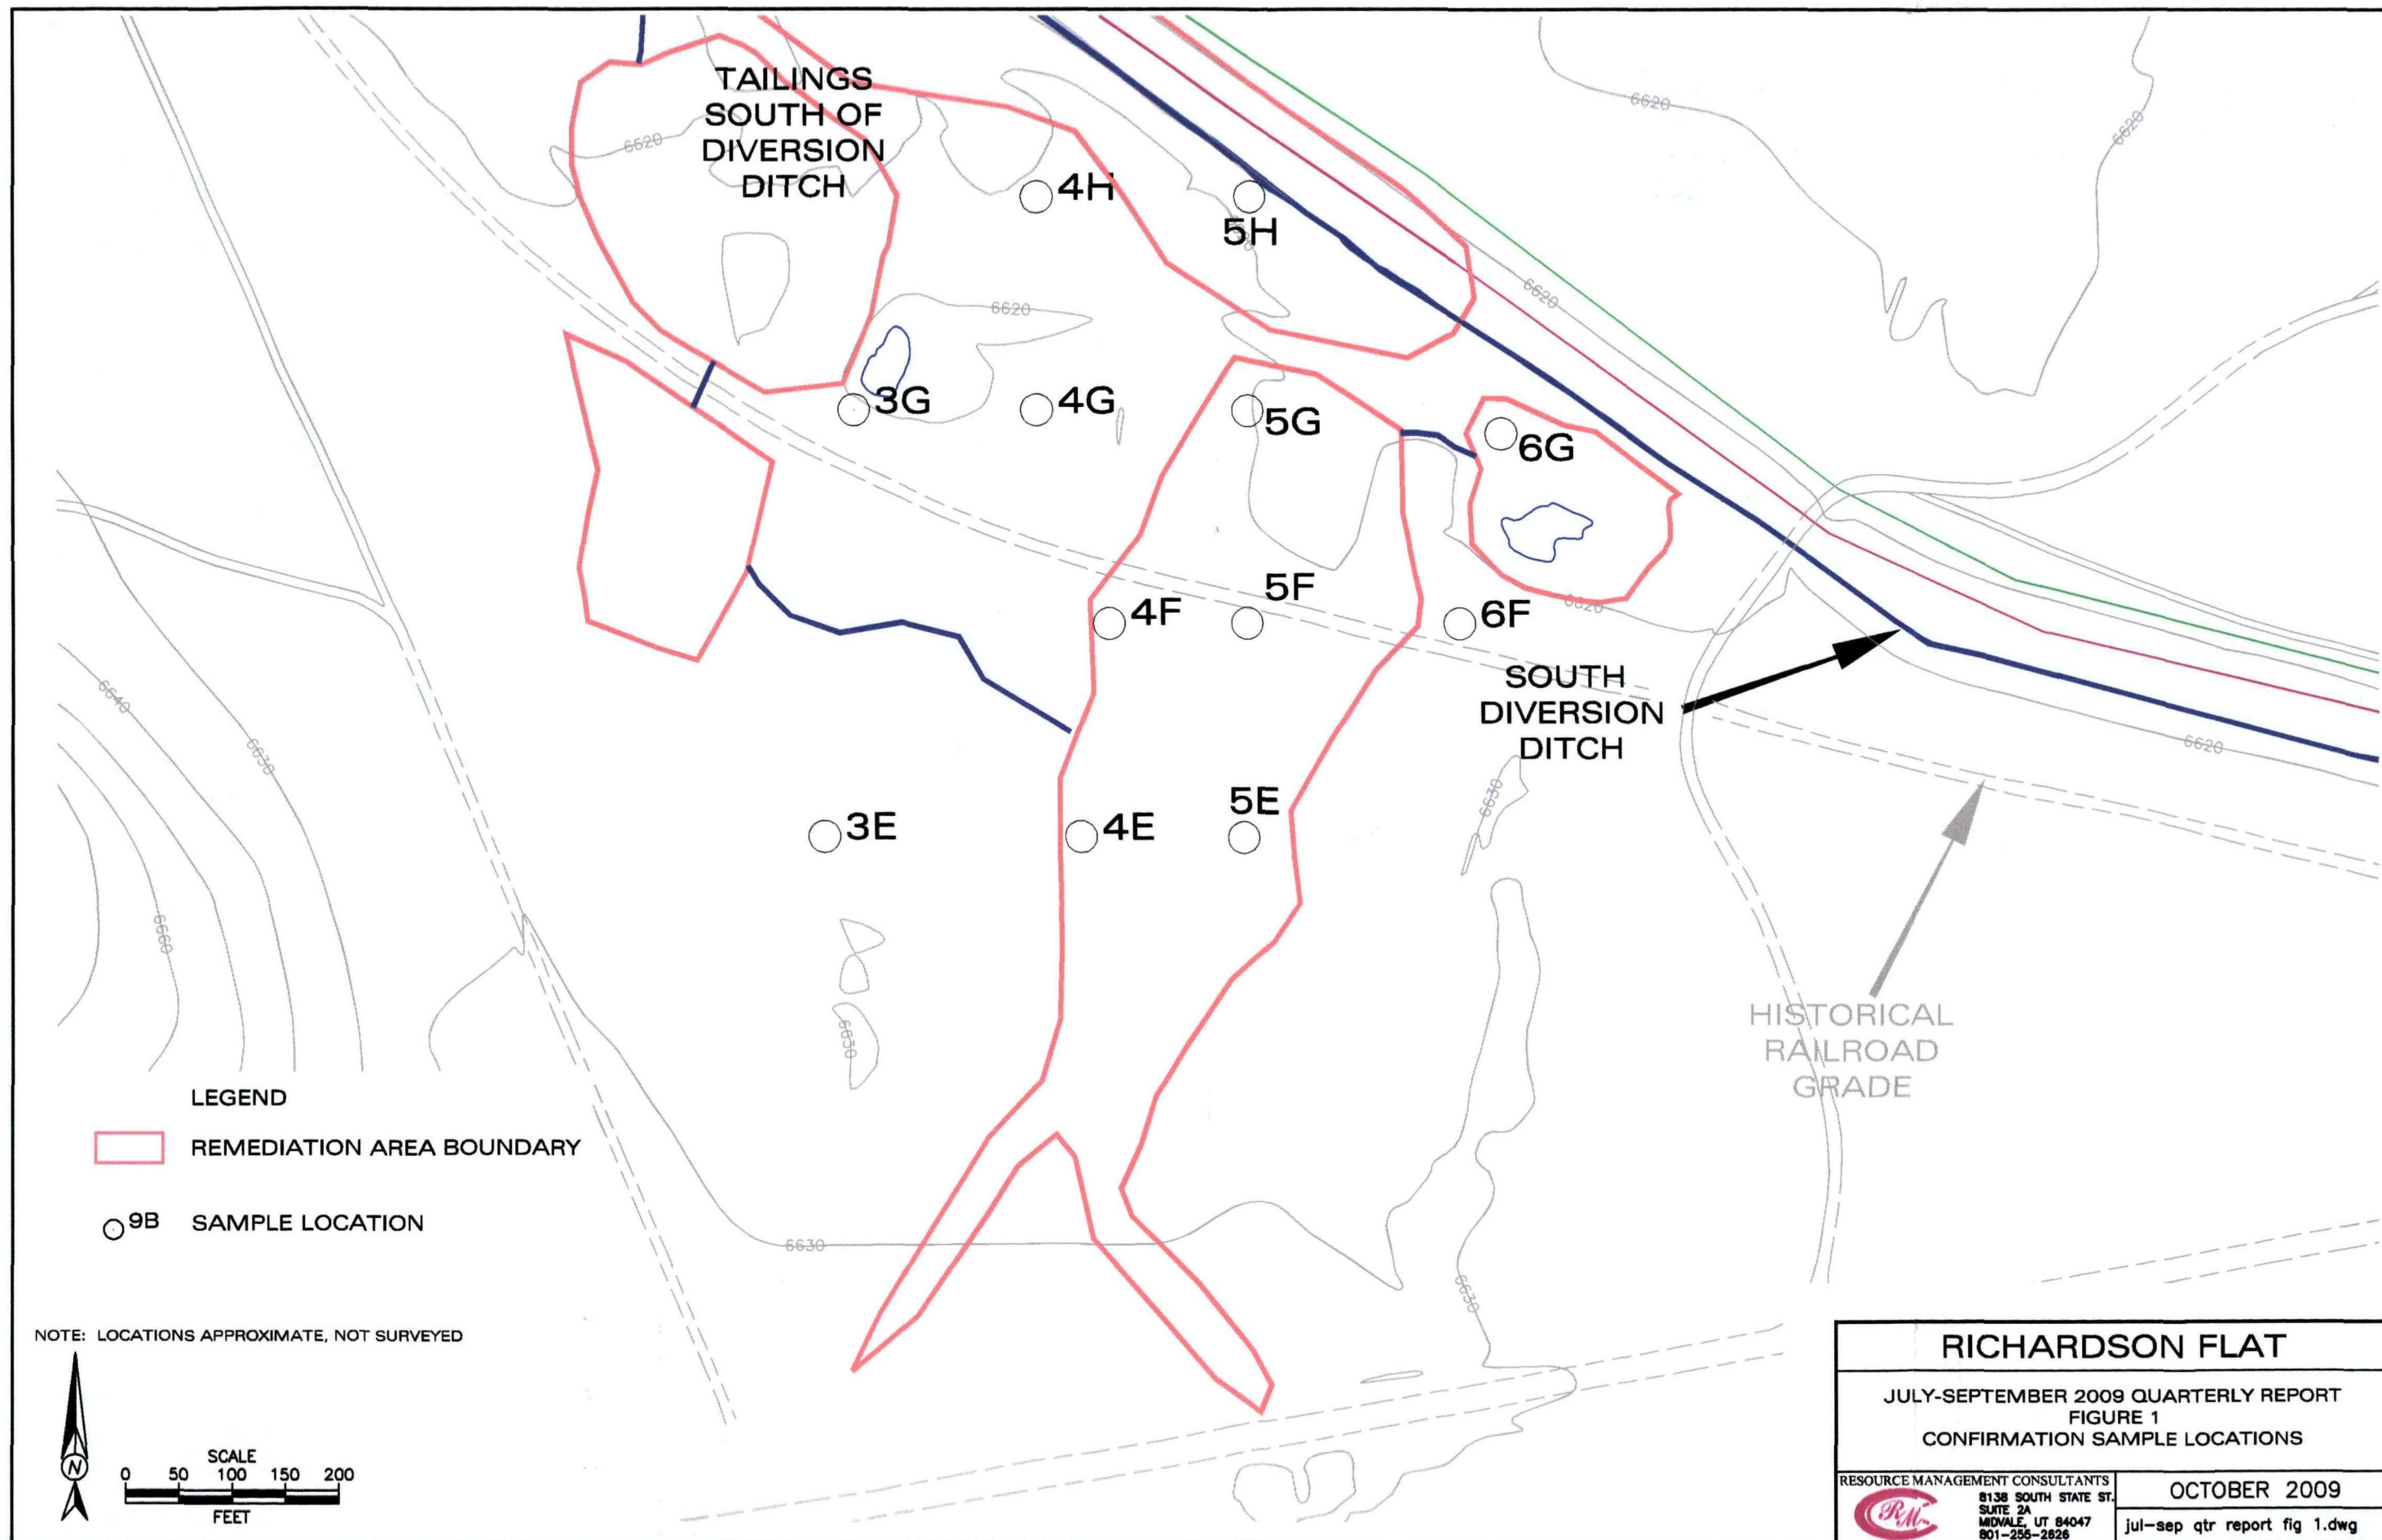 TAILINGS
SOUTH OF
DIVERSION
DITCH
6620
6620
6620
4H
5H
6620
6620
3G
4G
5G
6G
4F
5F
6F
6620
SOUTH
DIVERSION
DITCH
6620
6640
6630
6630
3E
4E
5E
6660
6630
HISTORICAL
RAILROAD
GRADE
LEGEND
REMEDIATION AREA BOUNDARY
9B SAMPLE LOCATION
6630
6630
NOTE: LOCATIONS APPROXIMATE, NOT SURVEYED
N
SCALE
0 50 100 150 200
FEET
RICHARDSON FLAT
JULY-SEPTEMBER 2009 QUARTERLY REPORT
FIGURE 1
CONFIRMATION SAMPLE LOCATIONS
RESOURCE MANAGEMENT CONSULTANTS
RM
8138 SOUTH STATE ST.
SUITE 2A
MIDVALE, UT 84047
801-255-2626
OCTOBER 2009
jul-sep qtr report fig 1.dwg